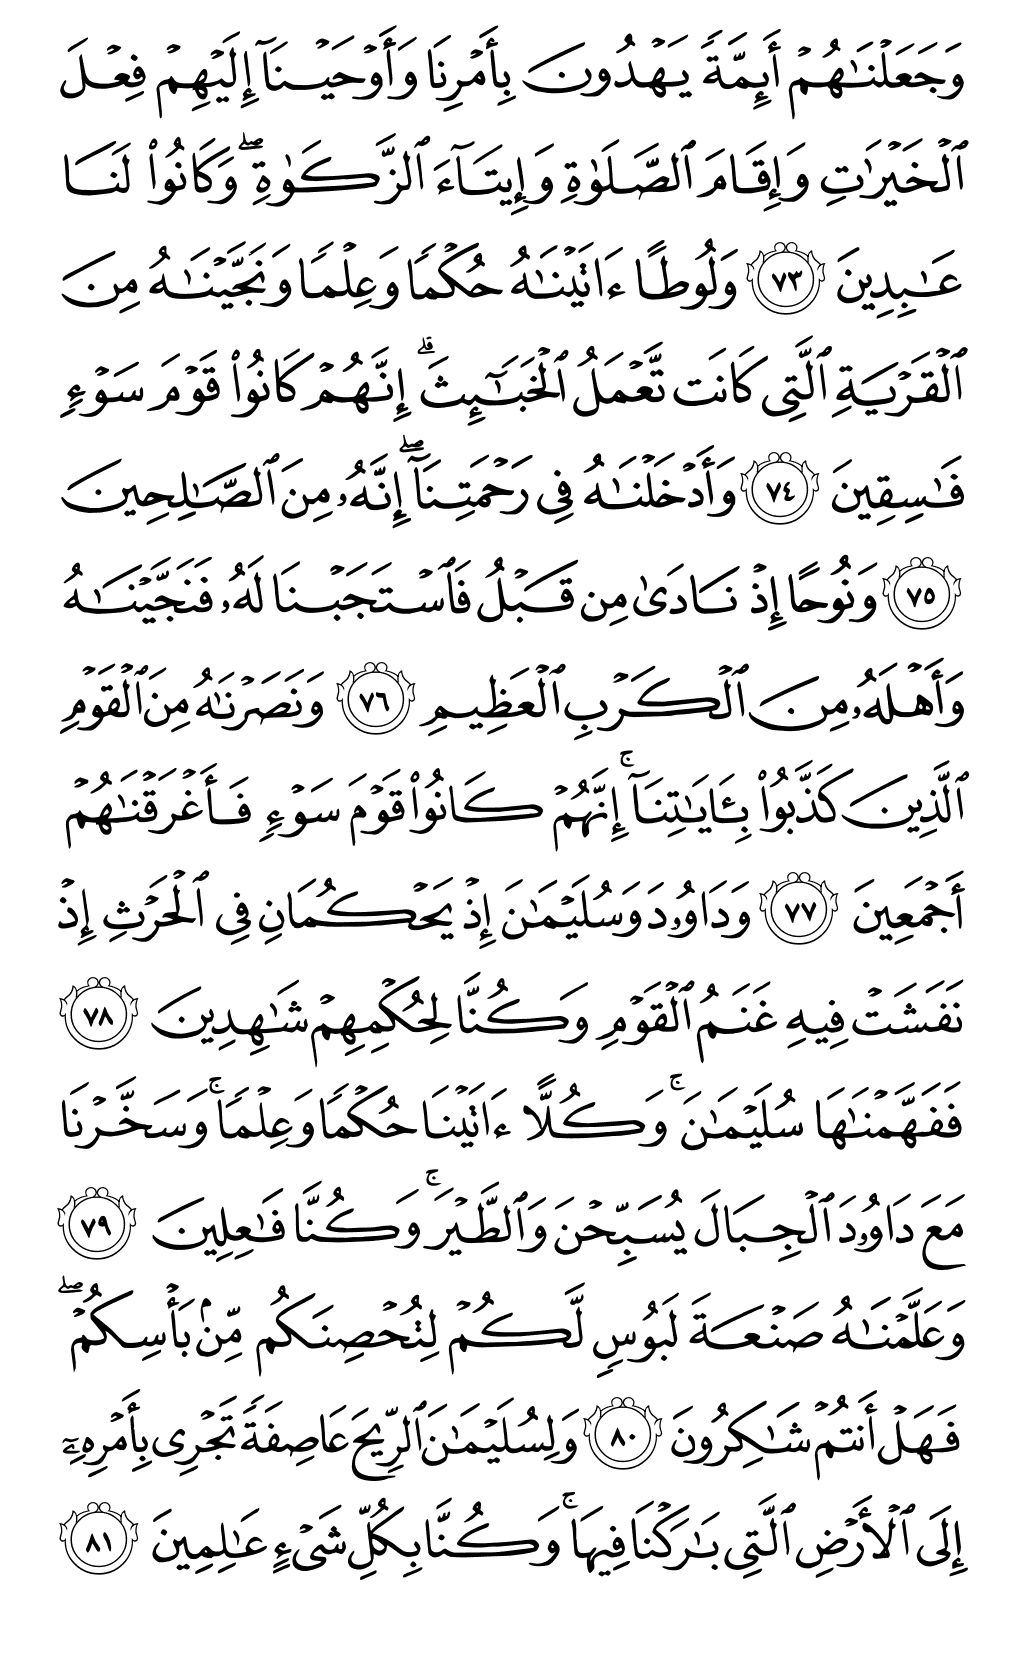 وَجَعَلۡنَٰهُمۡ أَئِمَّةٗ يَهۡدُونَ بِأَمۡرِنَا وَأَوۡحَيۡنَآ إِلَيۡهِمۡ فِعۡلَ
ٱلۡخَيۡرَٰتِ وَإِقَامَ ٱلصَّلَوٰةِ وَإِيتَآءَ ٱلزَّكَوٰةِۖ وَكَانُواْ لَنَا
عَٰبِدِينَ ٧٣ وَلُوطًا ءَاتَيۡنَٰهُ حُكۡمٗا وَعِلۡمٗا وَنَجَّيۡنَٰهُ مِنَ
ٱلۡقَرۡيَةِ ٱلَّتِي كَانَت تَّعۡمَلُ ٱلۡخَبَٰٓئِثَۚ إِنَّهُمۡ كَانُواْ قَوۡمَ سَوۡءٖ
فَٰسِقِينَ ٧٤ وَأَدۡخَلۡنَٰهُ فِي رَحۡمَتِنَآۖ إِنَّهُۥ مِنَ ٱلصَّٰلِحِينَ
٧٥ وَنُوحًا إِذۡ نَادَىٰ مِن قَبۡلُ فَٱسۡتَجَبۡنَا لَهُۥ فَنَجَّيۡنَٰهُ
وَأَهۡلَهُۥ مِنَ ٱلۡكَرۡبِ ٱلۡعَظِيمِ ٧٦ وَنَصَرۡنَٰهُ مِنَ ٱلۡقَوۡمِ
ٱلَّذِينَ كَذَّبُواْ بِـَٔايَٰتِنَآۚ إِنَّهُمۡ كَانُواْ قَوۡمَ سَوۡءٖ فَأَغۡرَقۡنَٰهُمۡ
أَجۡمَعِينَ ٧٧ وَدَاوُۥدَ وَسُلَيۡمَٰنَ إِذۡ يَحۡكُمَانِ فِي ٱلۡحَرۡثِ إِذۡ
نَفَشَتۡ فِيهِ غَنَمُ ٱلۡقَوۡمِ وَكُنَّا لِحُكۡمِهِمۡ شَٰهِدِينَ ٧٨
فَفَهَّمۡنَٰهَا سُلَيۡمَٰنَۚ وَكُلًّا ءَاتَيۡنَا حُكۡمٗا وَعِلۡمٗاۚ وَسَخَّرۡنَا
مَعَ دَاوُۥدَ ٱلۡجِبَالَ يُسَبِّحۡنَ وَٱلطَّيۡرَۚ وَكُنَّا فَٰعِلِينَ ٧٩
وَعَلَّمۡنَٰهُ صَنۡعَةَ لَبُوسٖ لَّكُمۡ لِتُحۡصِنَكُم مِّنۢ بَأۡسِكُمۡۖ
فَهَلۡ أَنتُمۡ شَٰكِرُونَ ٨٠ وَلِسُلَيۡمَٰنَ ٱلرِّيحَ عَاصِفَةٗ تَجۡرِي بِأَمۡرِهِۦٓ
إِلَى ٱلۡأَرۡضِ ٱلَّتِي بَٰرَكۡنَا فِيهَاۚ وَكُنَّا بِكُلِّ شَيۡءٍ عَٰلِمِينَ ٨١